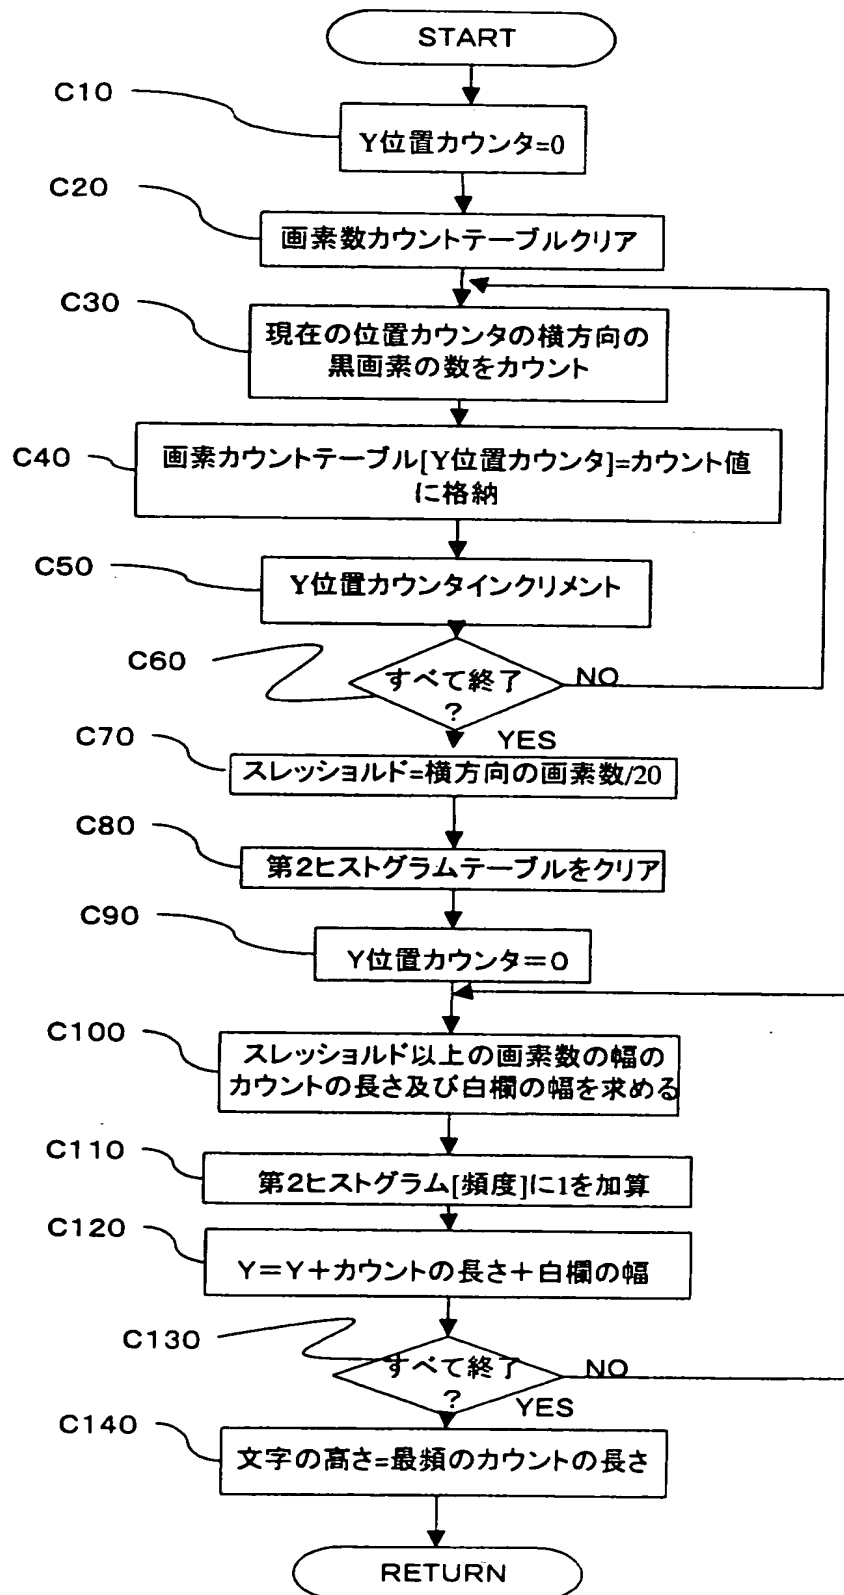 START
C10
Y位置カウンタ=0
C20
画素数カウントテーブルクリア
C30
現在の位置カウンタの横方向の
黒画素の数をカウント
C40
画素カウントテーブル[Y位置カウンタ]=カウント値
に格納
C50
Y位置カウンタインクリメント
C60
すべて終了
?
NO
YES
C70
スレッショルド=横方向の画素数/20
C80
第2ヒストグラムテーブルをクリア
C90
Y位置カウンタ=0
C100
スレッショルド以上の画素数の幅の
カウントの長さ及び白欄の幅を求める
C110
第2ヒストグラム[頻度]に1を加算
C120
Y=Y+カウントの長さ+白欄の幅
C130
すべて終了
?
NO
YES
C140
文字の高さ=最頻のカウントの長さ
RETURN